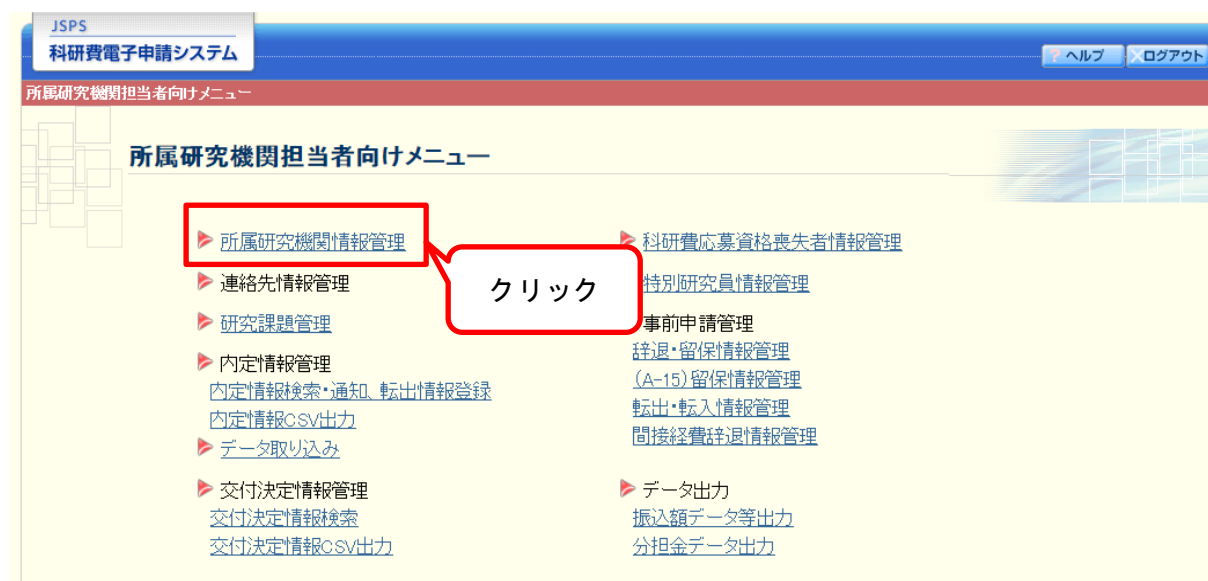 JSPS
科研費電子申請システム
ヘルプ
ログアウト
所属研究機関担当者向けメニュー
所属研究機関担当者向けメニュー
所属研究機関情報管理
連絡先情報管理
研究課題管理
内定情報管理
内定情報検索・通知、転出情報登録
内定情報CSV出力
データ取り込み
交付決定情報管理
交付決定情報検索
交付決定情報CSV出力
クリック
科研費応募資格喪失者情報管理
特別研究員情報管理
事前申請管理
辞退・留保情報管理
(A-15)留保情報管理
転出・転入情報管理
間接経費辞退情報管理
データ出力
振込額データ等出力
分担金データ出力